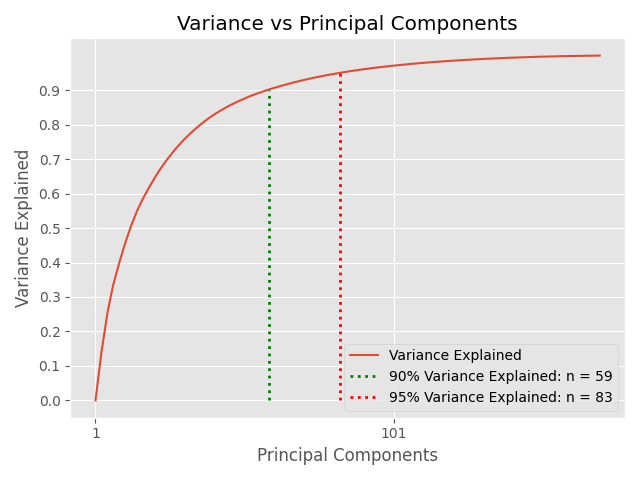 Variance vs Principal Components
Variance Explained
0.9
0.8
0.7
0.6
0.5
0.4
0.3
0.2
0.1
0.0
Variance Explained
90% Variance Explained: n = 59
95% Variance Explained: n = 83
1
101
Principal Components